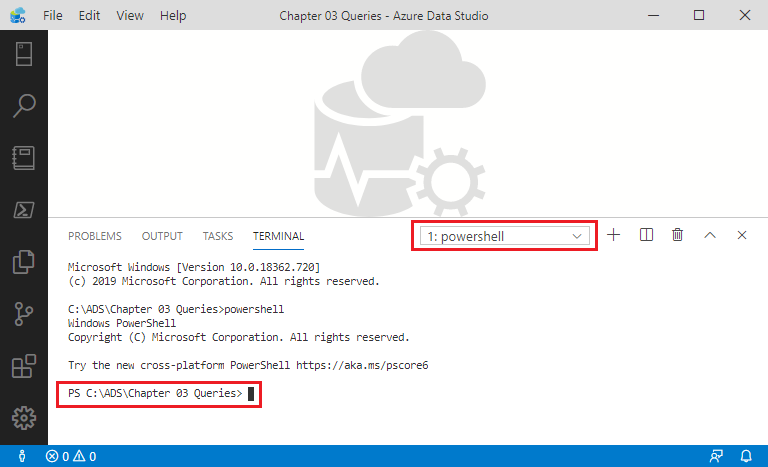 File Edit View Help Chapter 03 Queries - Azure Data Studio
PROBLEMS OUTPUT TASKS TERMINAL 1: powershell
Microsoft Windows [Version 10.0.18362.720]
(c) 2019 Microsoft Corporation. All rights reserved.
C:\ADS\Chapter 03 Queries>powershell
Windows PowerShell
Copyright (C) Microsoft Corporation. All rights reserved.
Try the new cross-platform PowerShell https://aka.ms/pscore6
PS C:\ADS\Chapter 03 Queries>
0 0